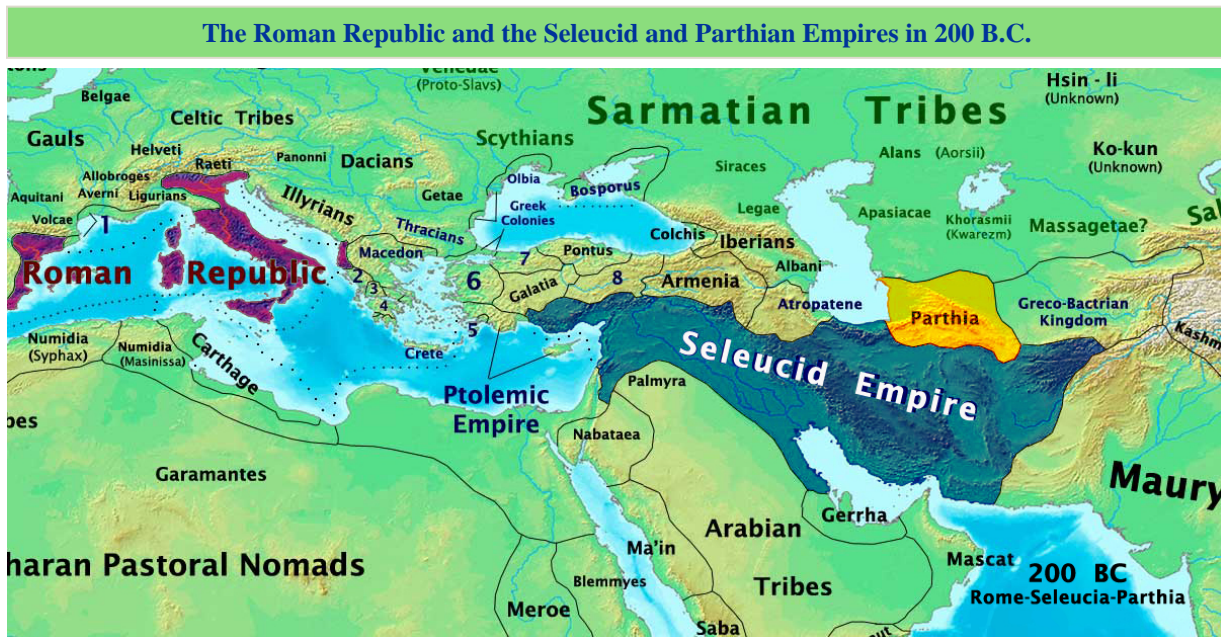 The Roman Republic and the Seleucid and Parthian Empires in 200 B.C.
Venedae
(Proto-Slavs)
Hsin - li
(Unknown)
Belgae
Sarmatian Tribes
Celtic Tribes
Gauls
Scythians
Ko-kun
(Unknown)
Helveti
Raeti
Panonni
Dacians
Siraces
Alans (Aorsii)
Allobroges
Olbia
Bosporus
Aquitani
Averni
Ligurians
Illyrians
Getae
Greek
Colonies
Legae
Apasiacae
Khorasmii
(Kwarezm)
Massagetae?
Volcae
1
Thracians
Colchis
Iberians
Macedon
7
Pontus
Albani
Roman Republic
2
3
4
6
Galatia
8
Armenia
Atropatene
Parthia
Greco-Bactrian
Kingdom
5
Numidia
(Syphax)
Numidia
(Masinissa)
Carthage
Crete
Seleucid Empire
Kashm
Ptolemic
Empire
Palmyra
Nabataea
Garamantes
Maury
Gerrha
Arabian
Tribes
haran Pastoral Nomads
Ma'in
Mascat
Blemmyes
200 BC
Rome-Seleucia-Parthia
Meroe
Saba